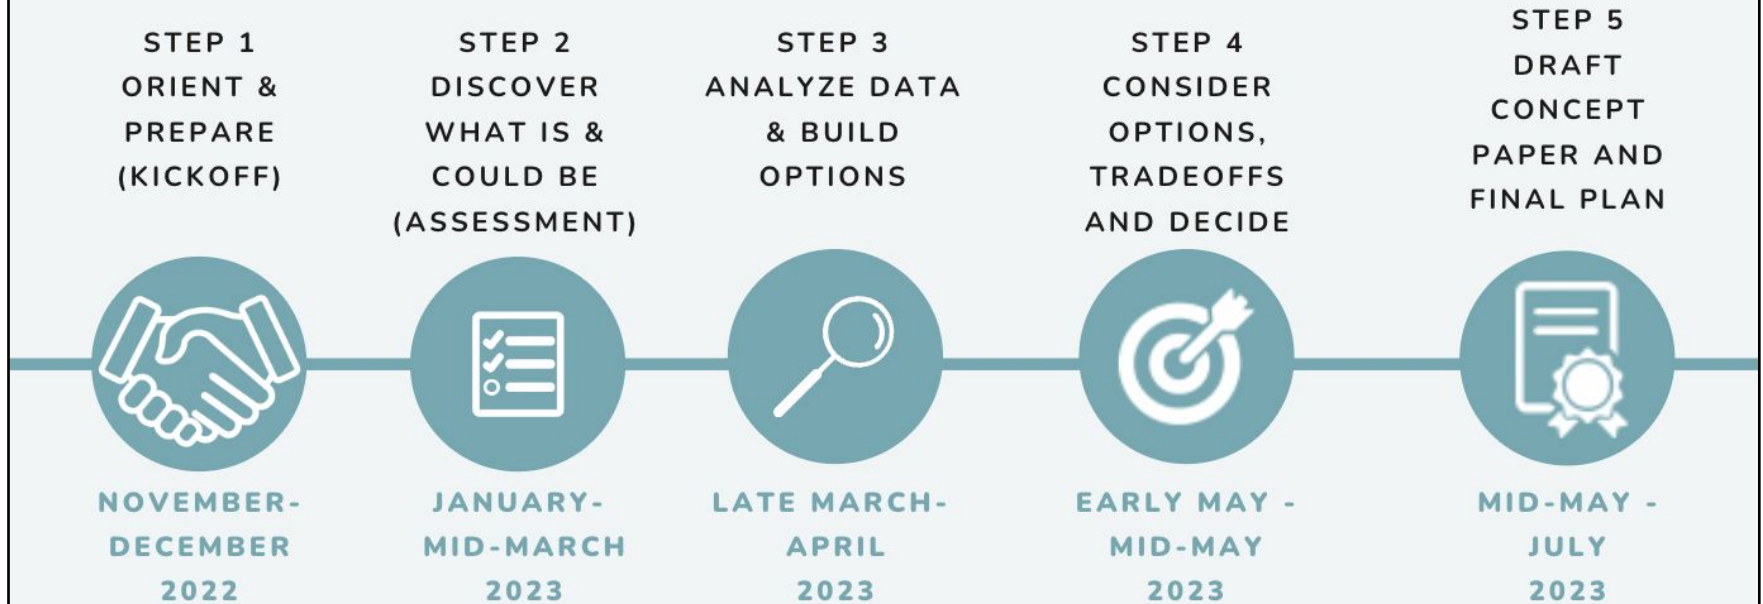 STEP 1
ORIENT &
PREPARE
(KICKOFF)
NOVEMBER-
DECEMBER
2022
STEP 2
DISCOVER
WHAT IS &
COULD BE
(ASSESSMENT)
JANUARY-
MID-MARCH
2023
STEP 3
ANALYZE DATA
& BUILD
OPTIONS
LATE MARCH-
APRIL
2023
STEP 4
CONSIDER
OPTIONS,
TRADEOFFS
AND DECIDE
EARLY MAY -
MID-MAY
2023
STEP 5
DRAFT
CONCEPT
PAPER AND
FINAL PLAN
MID-MAY -
JULY
2023